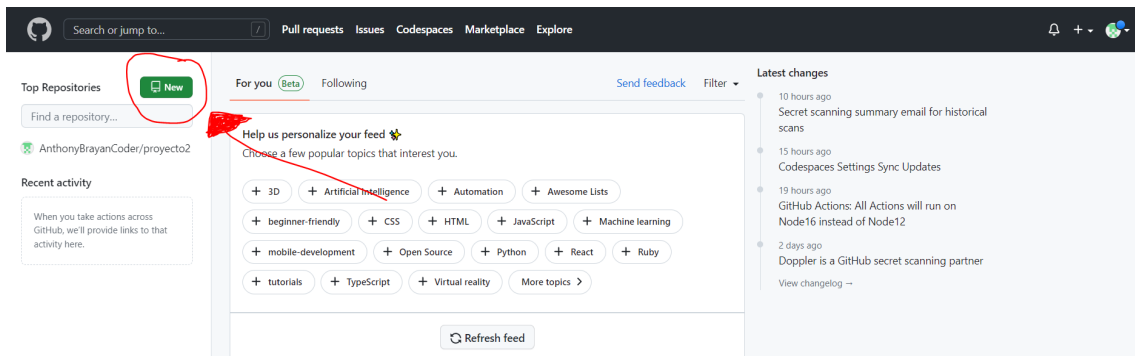 Search or jump to...
/
Pull requests Issues Codespaces Marketplace Explore
Top Repositories
New
Find a repository...
AnthonyBrayanCoder/proyecto2
Recent activity
When you take actions across
GitHub, we'll provide links to that
activity here.
For you Beta Following
Send feedback Filter
Help us personalize your feed
Choose a few popular topics that interest you.
+ 3D + Artificial Intelligence + Automation + Awesome Lists
+ beginner-friendly + CSS + HTML + JavaScript + Machine learning
+ mobile-development + Open Source + Python + React + Ruby
+ tutorials + TypeScript + Virtual reality More topics >
Refresh feed
Latest changes
10 hours ago
Secret scanning summary email for historical
scans
15 hours ago
Codespaces Settings Sync Updates
19 hours ago
GitHub Actions: All Actions will run on
Node16 instead of Node12
2 days ago
Doppler is a GitHub secret scanning partner
View changelog →